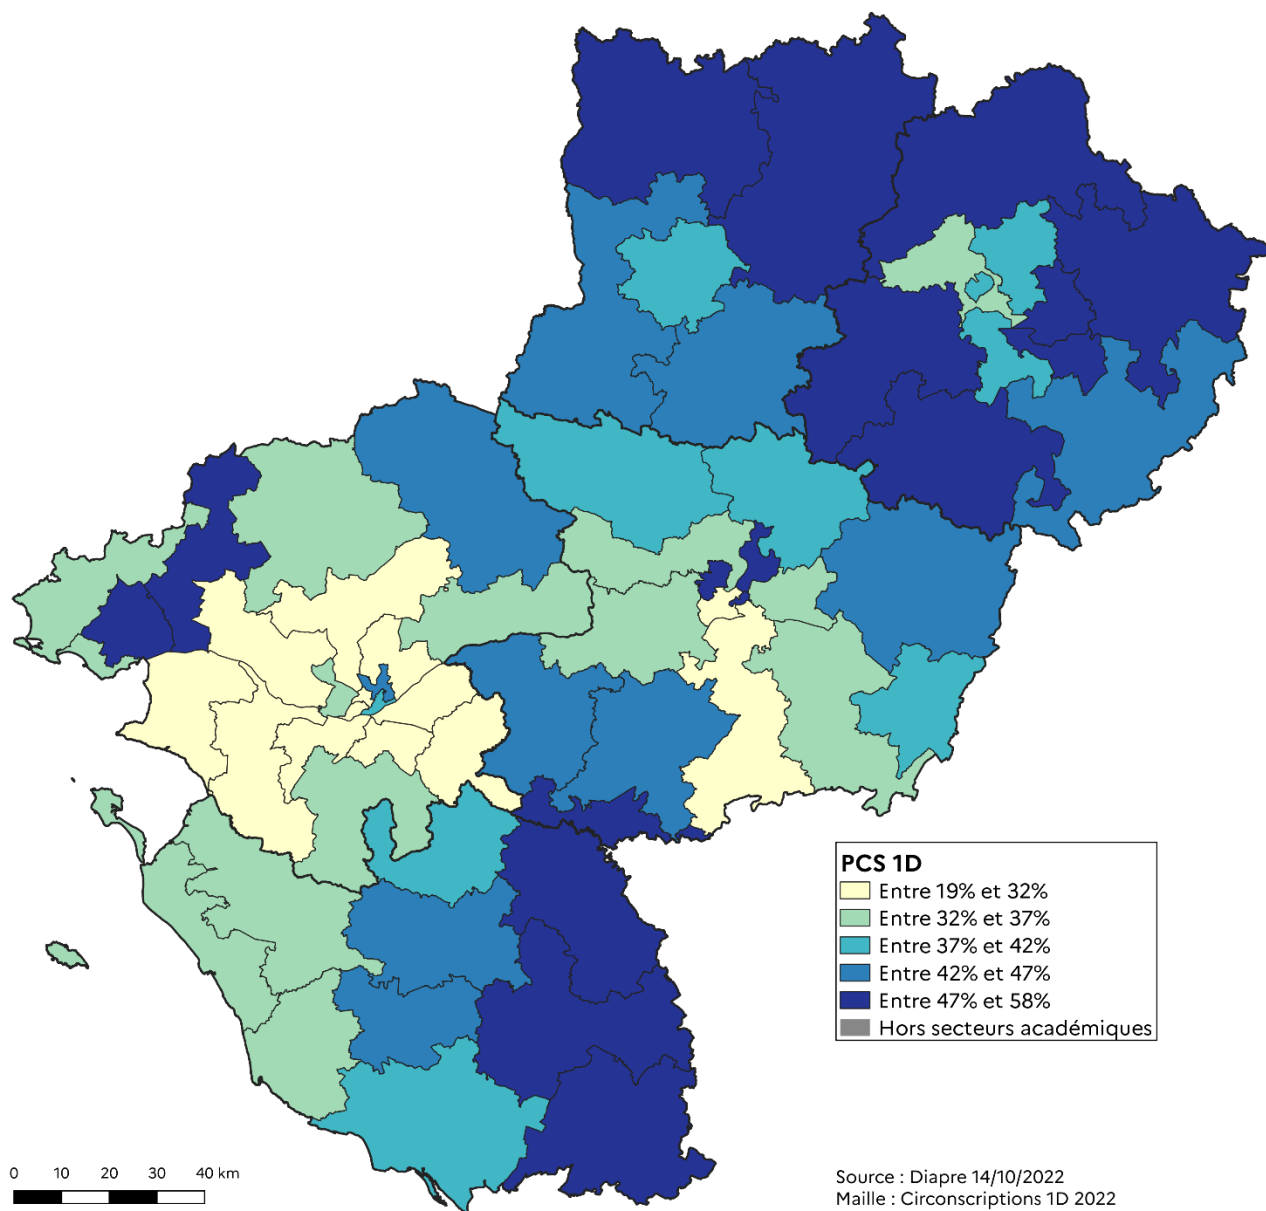 PCS 1D
Entre 19% et 32%
Entre 32% et 37%
Entre 37% et 42%
Entre 42% et 47%
Entre 47% et 58%
Hors secteurs académiques
0 10 20 30 40 km
Source : Diapre 14/10/2022
Maille : Circonscriptions 1D 2022